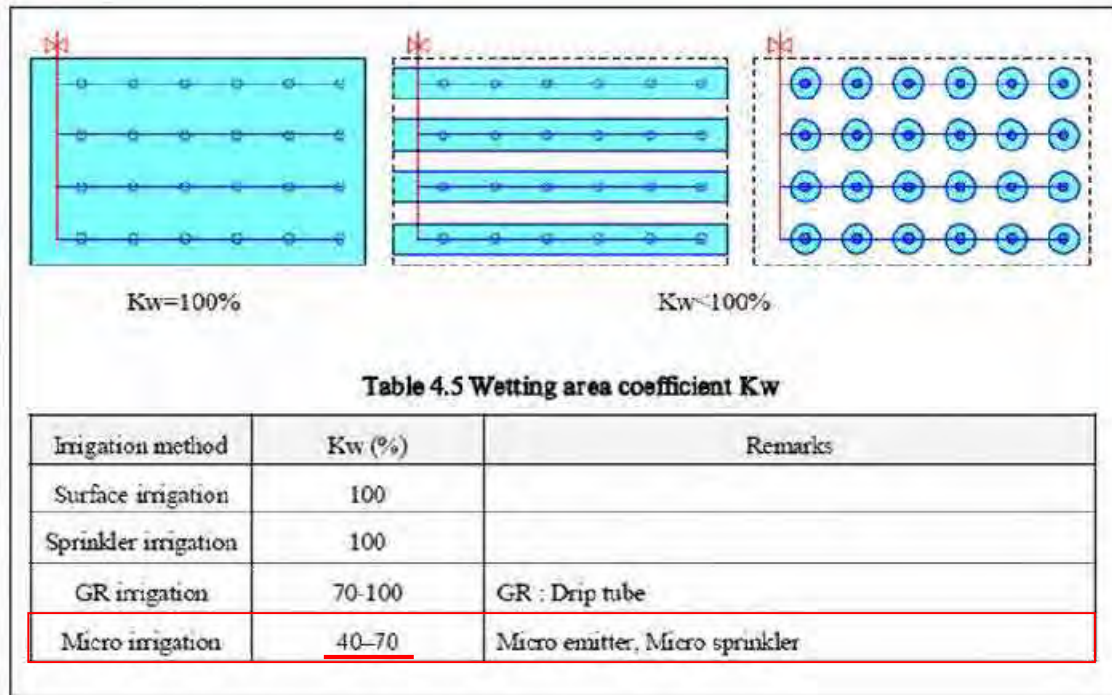 Kw=100%
Kw<100%
Table 4.5 Wetting area coefficient Kw
Irrigation method Kw (%) Remarks
Surface irrigation 100
Sprinkler irrigation 100
GR irrigation 70-100 GR : Drip tube
Micro irrigation 40–70 Micro emitter, Micro sprinkler